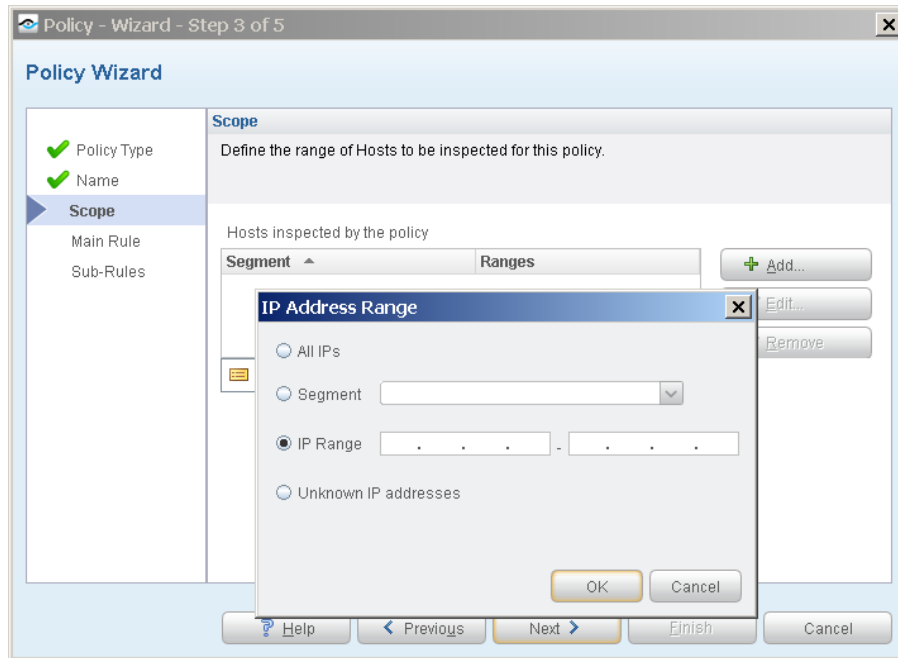 Policy - Wizard - Step 3 of 5
Policy Wizard
Policy Type
Name
Scope
Main Rule
Sub-Rules
Scope
Define the range of Hosts to be inspected for this policy.
Hosts inspected by the policy
Segment Ranges
Add...
Edit...
Remove
IP Address Range
All IPs
Segment
IP Range . . . - . . .
Unknown IP addresses
OK Cancel
Help Previous Next Finish Cancel